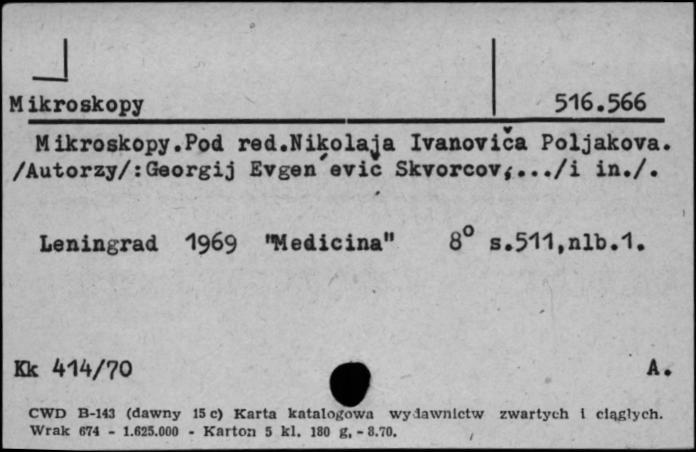 Mikroskopy 516.566
Mikroskopy.Pod red.Nikolaja Ivanoviča Poljakova.
/Autorzy/:Georgij Evgen´evič Skvorcov,.../i in./.
Leningrad 1969 "Medicina" 8° s.511,nlb.1.
Kk 414/70 A.
CWD B-143 (dawny 15 c) Karta katalogowa wydawnictw zwartych i ciągłych.
Wrak 674 - 1.625.000 - Karton 5 kl. 180 g. - 8.70.